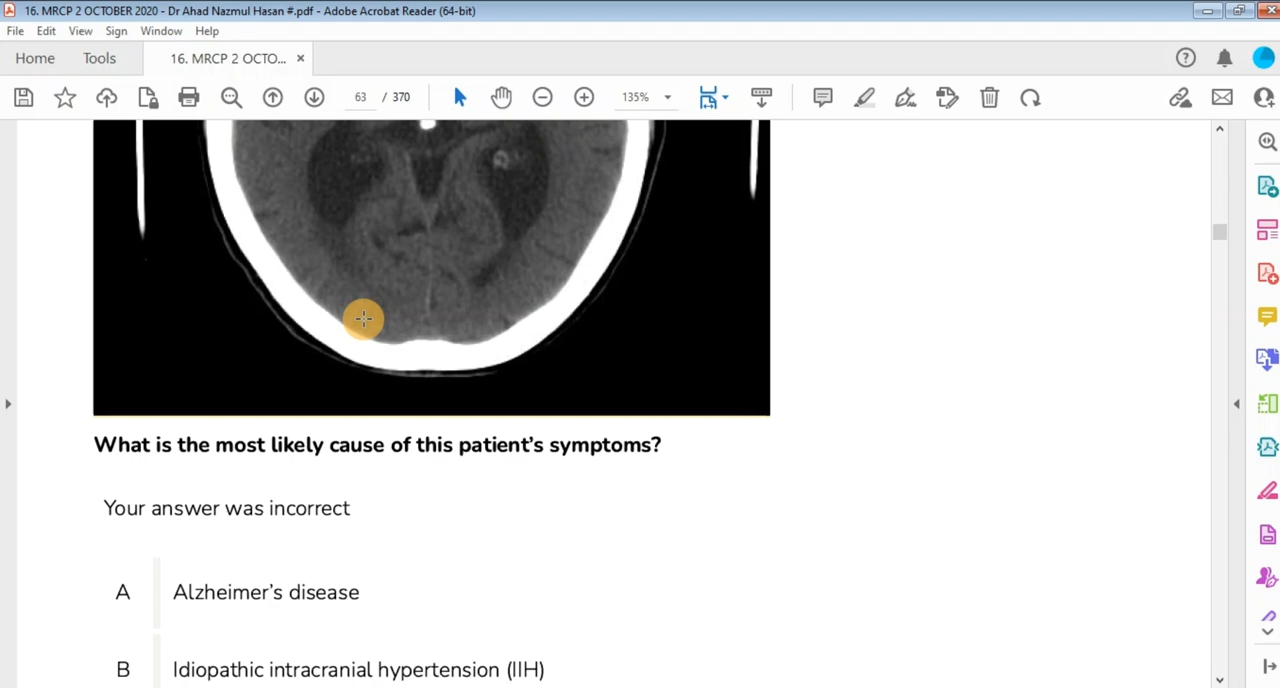 16. MRCP 2 OCTOBER 2020 - Dr Ahad Nazmul Hasan #.pdf - Adobe Acrobat Reader (64-bit)
File Edit View Sign Window Help
Home Tools 16. MRCP 2 OCTO... ×
63 / 370 135%
What is the most likely cause of this patient's symptoms?
Your answer was incorrect
A Alzheimer's disease
B Idiopathic intracranial hypertension (IIH)